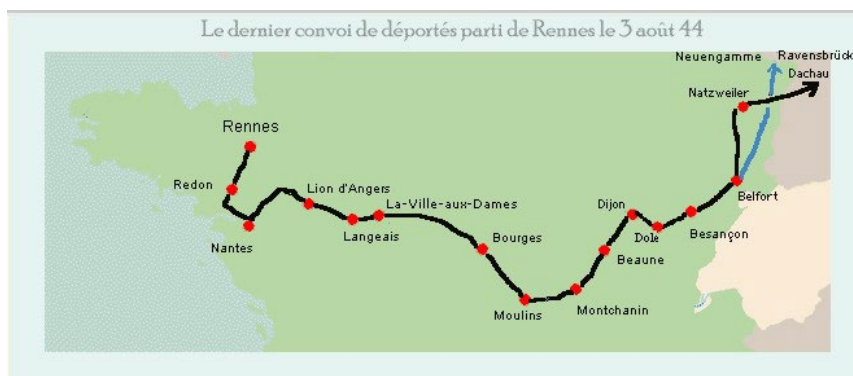 Le dernier convoi de déportés parti de Rennes le 3 août 44
Neuengamme
Ravensbrück
Dachau
Natzweiler
Rennes
Redon
Lion d'Angers
La-Ville-aux-Dames
Dijon
Belfort
Nantes
Langeais
Bourges
Dole
Besançon
Beaune
Moulins
Montchanin